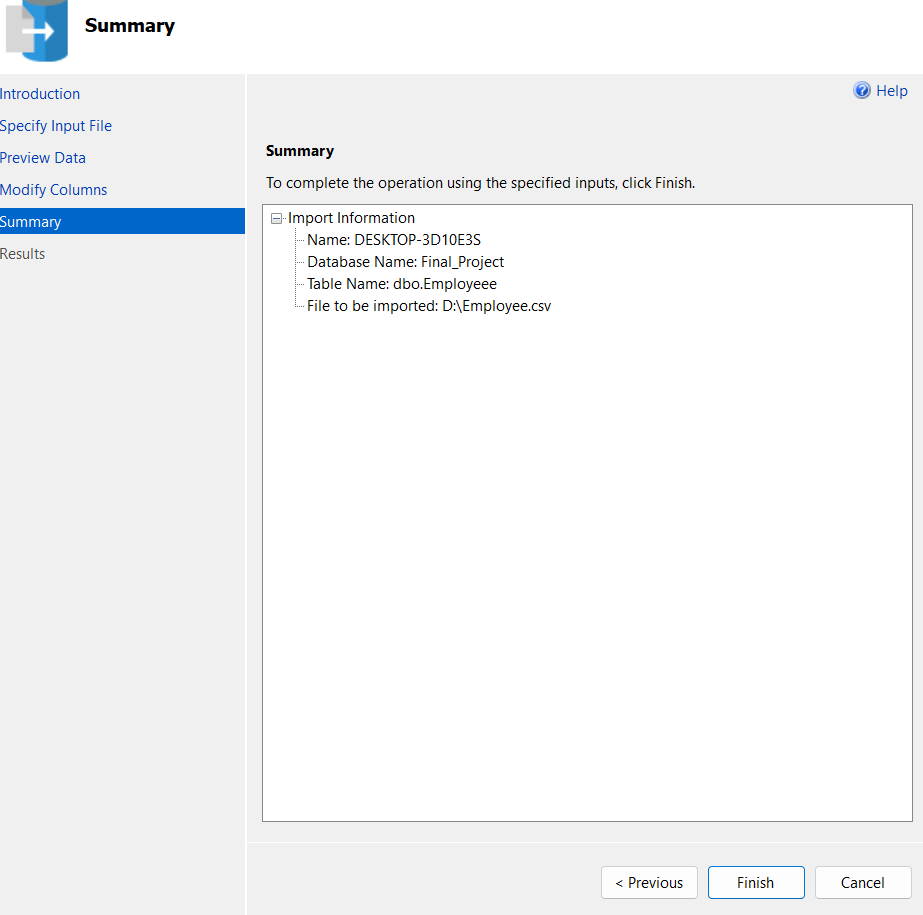 Summary
Introduction
Specify Input File
Preview Data
Modify Columns
Summary
Results
Help
Summary
To complete the operation using the specified inputs, click Finish.
Import Information
Name: DESKTOP-3D10E3S
Database Name: Final_Project
Table Name: dbo.Employeee
File to be imported: D:\Employee.csv
< Previous
Finish
Cancel